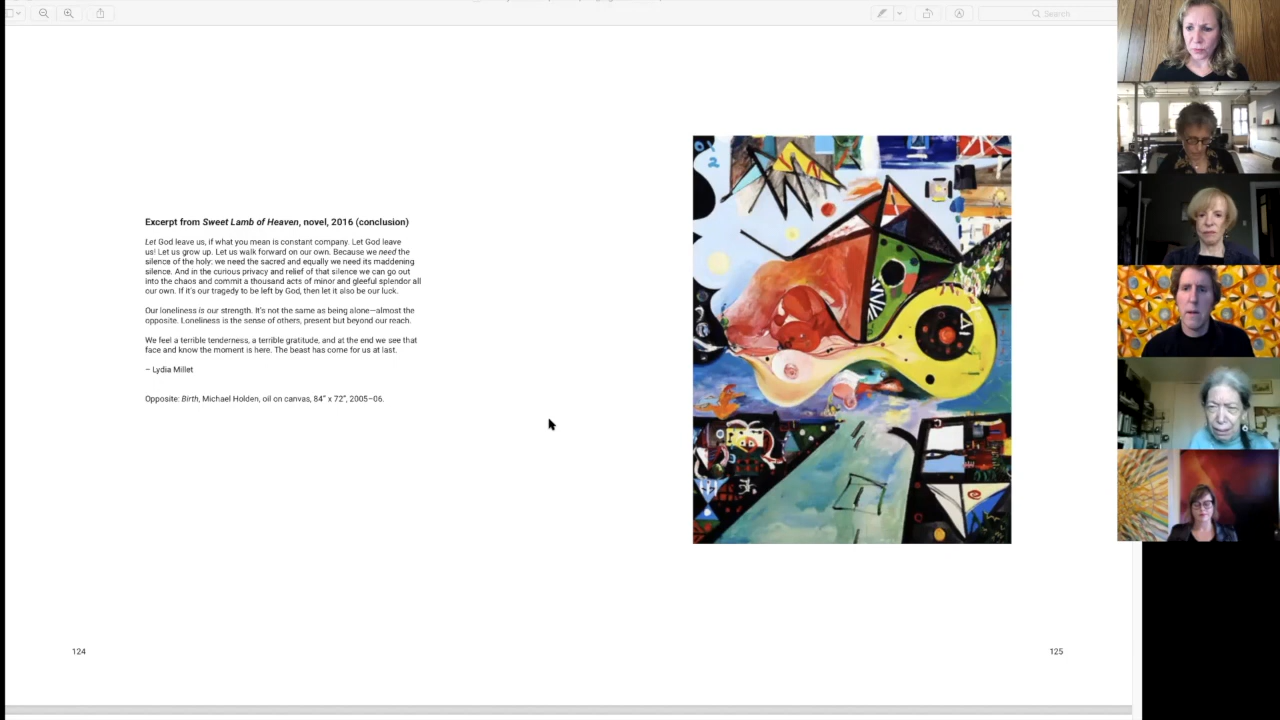 Search
Excerpt from Sweet Lamb of Heaven, novel, 2016 (conclusion)
Let God leave us, if what you mean is constant company. Let God leave
us! Let us grow up. Let us walk forward on our own. Because we need the
silence of the holy: we need the sacred and equally we need its maddening
silence. And in the curious privacy and relief of that silence we can go out
into the chaos and commit a thousand acts of minor and gleeful splendor all
our own. If it's our tragedy to be left by God, then let it also be our luck.
Our loneliness is our strength. It's not the same as being alone—almost the
opposite. Loneliness is the sense of others, present but beyond our reach.
We feel a terrible tenderness, a terrible gratitude, and at the end we see that
face and know the moment is here. The beast has come for us at last.
– Lydia Millet
Opposite: Birth, Michael Holden, oil on canvas, 84" x 72", 2005–06.
124
125